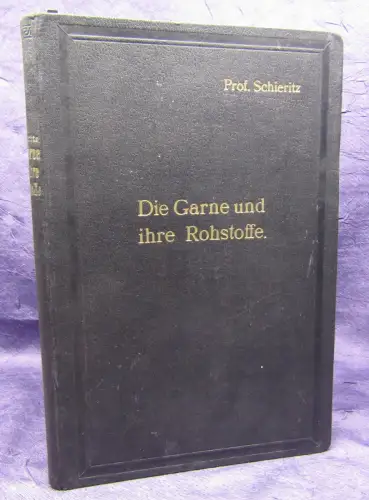 Prof. Schieritz
Die Garne und
ihre Rohstoffe.